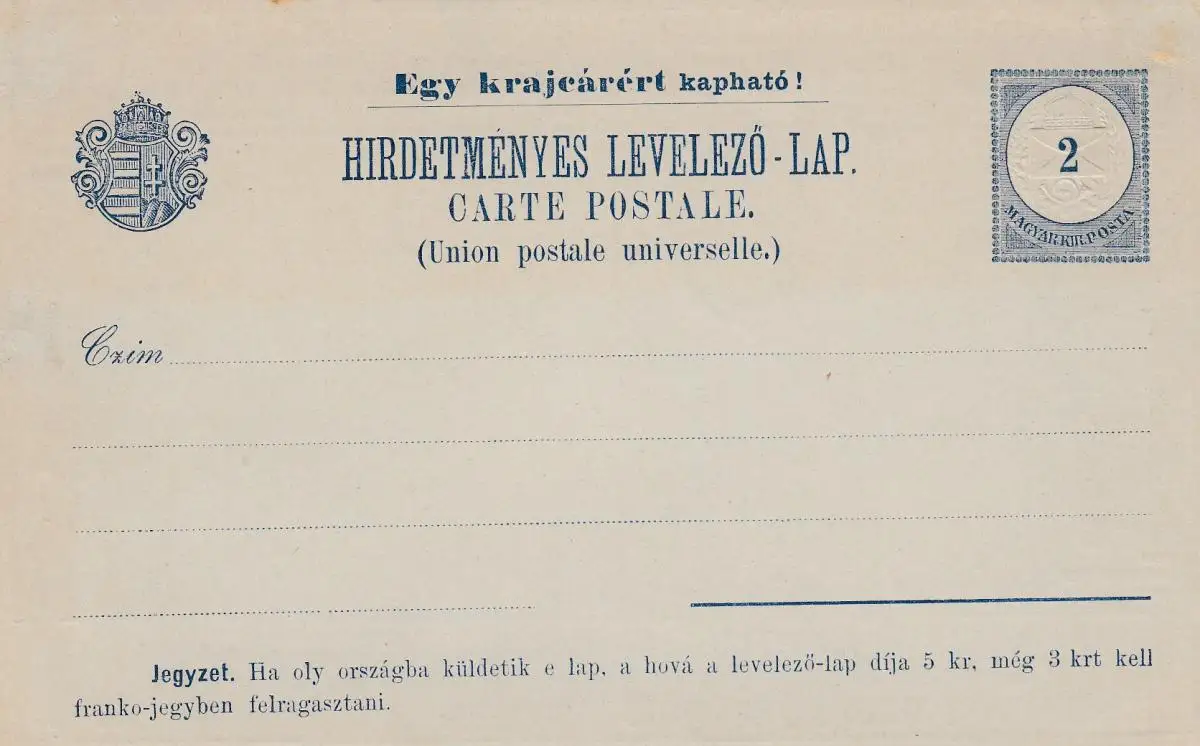 Egy krajcárért kapható!
HIRDETMÉNYES LEVELEZŐ-LAP.
CARTE POSTALE.
(Union postale universelle.)
2
MAGYAR KIR. POSTA
Czim
Jegyzet. Ha oly országba küldetik e lap, a hová a levelező-lap díja 5 kr, még 3 krt kell
franko-jegyben felragasztani.